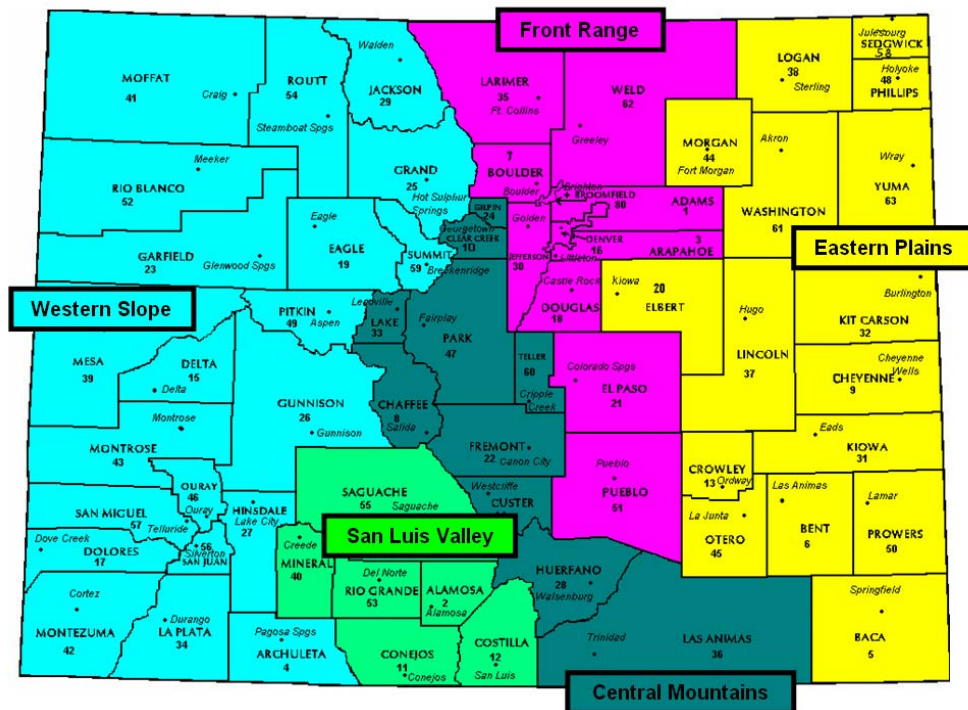 Front Range
Julesburg
SEDGWICK
58
Walden
LOGAN
38
Holyoke
48
PHILLIPS
MOFFAT
41
Craig
ROUTT
54
JACKSON
29
LARIMER
35
Ft. Collins
WELD
62
Sterling
Steamboat Spgs
Greeley
MORGAN
44
Fort Morgan
Akron
Wray
YUMA
63
Meeker
RIO BLANCO
52
GRAND
25
Hot Sulphur
Springs
7
BOULDER
Boulder
Brighton
BROOMFIELD
80
ADAMS
1
WASHINGTON
61
GILPIN
24
Georgetown
CLEAR CREEK
10
Golden
JEFFERSON
30
DENVER
16
Littleton
3
ARAPAHOE
Eastern Plains
Eagle
EAGLE
19
SUMMIT
59
Breckenridge
GARFIELD
23
Glenwood Spgs
Castle Rock
DOUGLAS
18
Kiowa
20
ELBERT
Burlington
KIT CARSON
32
Western Slope
PITKIN
49
Aspen
Leadville
LAKE
33
Fairplay
PARK
47
Hugo
LINCOLN
37
MESA
39
DELTA
15
Delta
TELLER
60
Cripple
Creek
Colorado Spgs
EL PASO
21
Cheyenne
Wells
CHEYENNE
9
GUNNISON
26
Gunnison
CHAFFEE
8
Salida
Montrose
MONTROSE
43
FREMONT
22
Canon City
Eads
KIOWA
31
OURAY
46
Ouray
SAGUACHE
55
Saguache
Westcliffe
CUSTER
Pueblo
PUEBLO
51
CROWLEY
13
Ordway
Las Animas
BENT
6
Lamar
PROWERS
50
SAN MIGUEL
57
Telluride
HINSDALE
Lake City
27
La Junta
OTERO
45
Dove Creek
DOLORES
17
56
Silverton
SAN JUAN
San Luis Valley
Creede
MINERAL
40
Del Norte
RIO GRANDE
53
ALAMOSA
2
Alamosa
HUERFANO
28
Walsenburg
Cortez
MONTEZUMA
42
Durango
LA PLATA
34
Pagosa Spgs
ARCHULETA
4
CONEJOS
11
Conejos
COSTILLA
12
San Luis
Trinidad
LAS ANIMAS
36
Springfield
BACA
5
Central Mountains